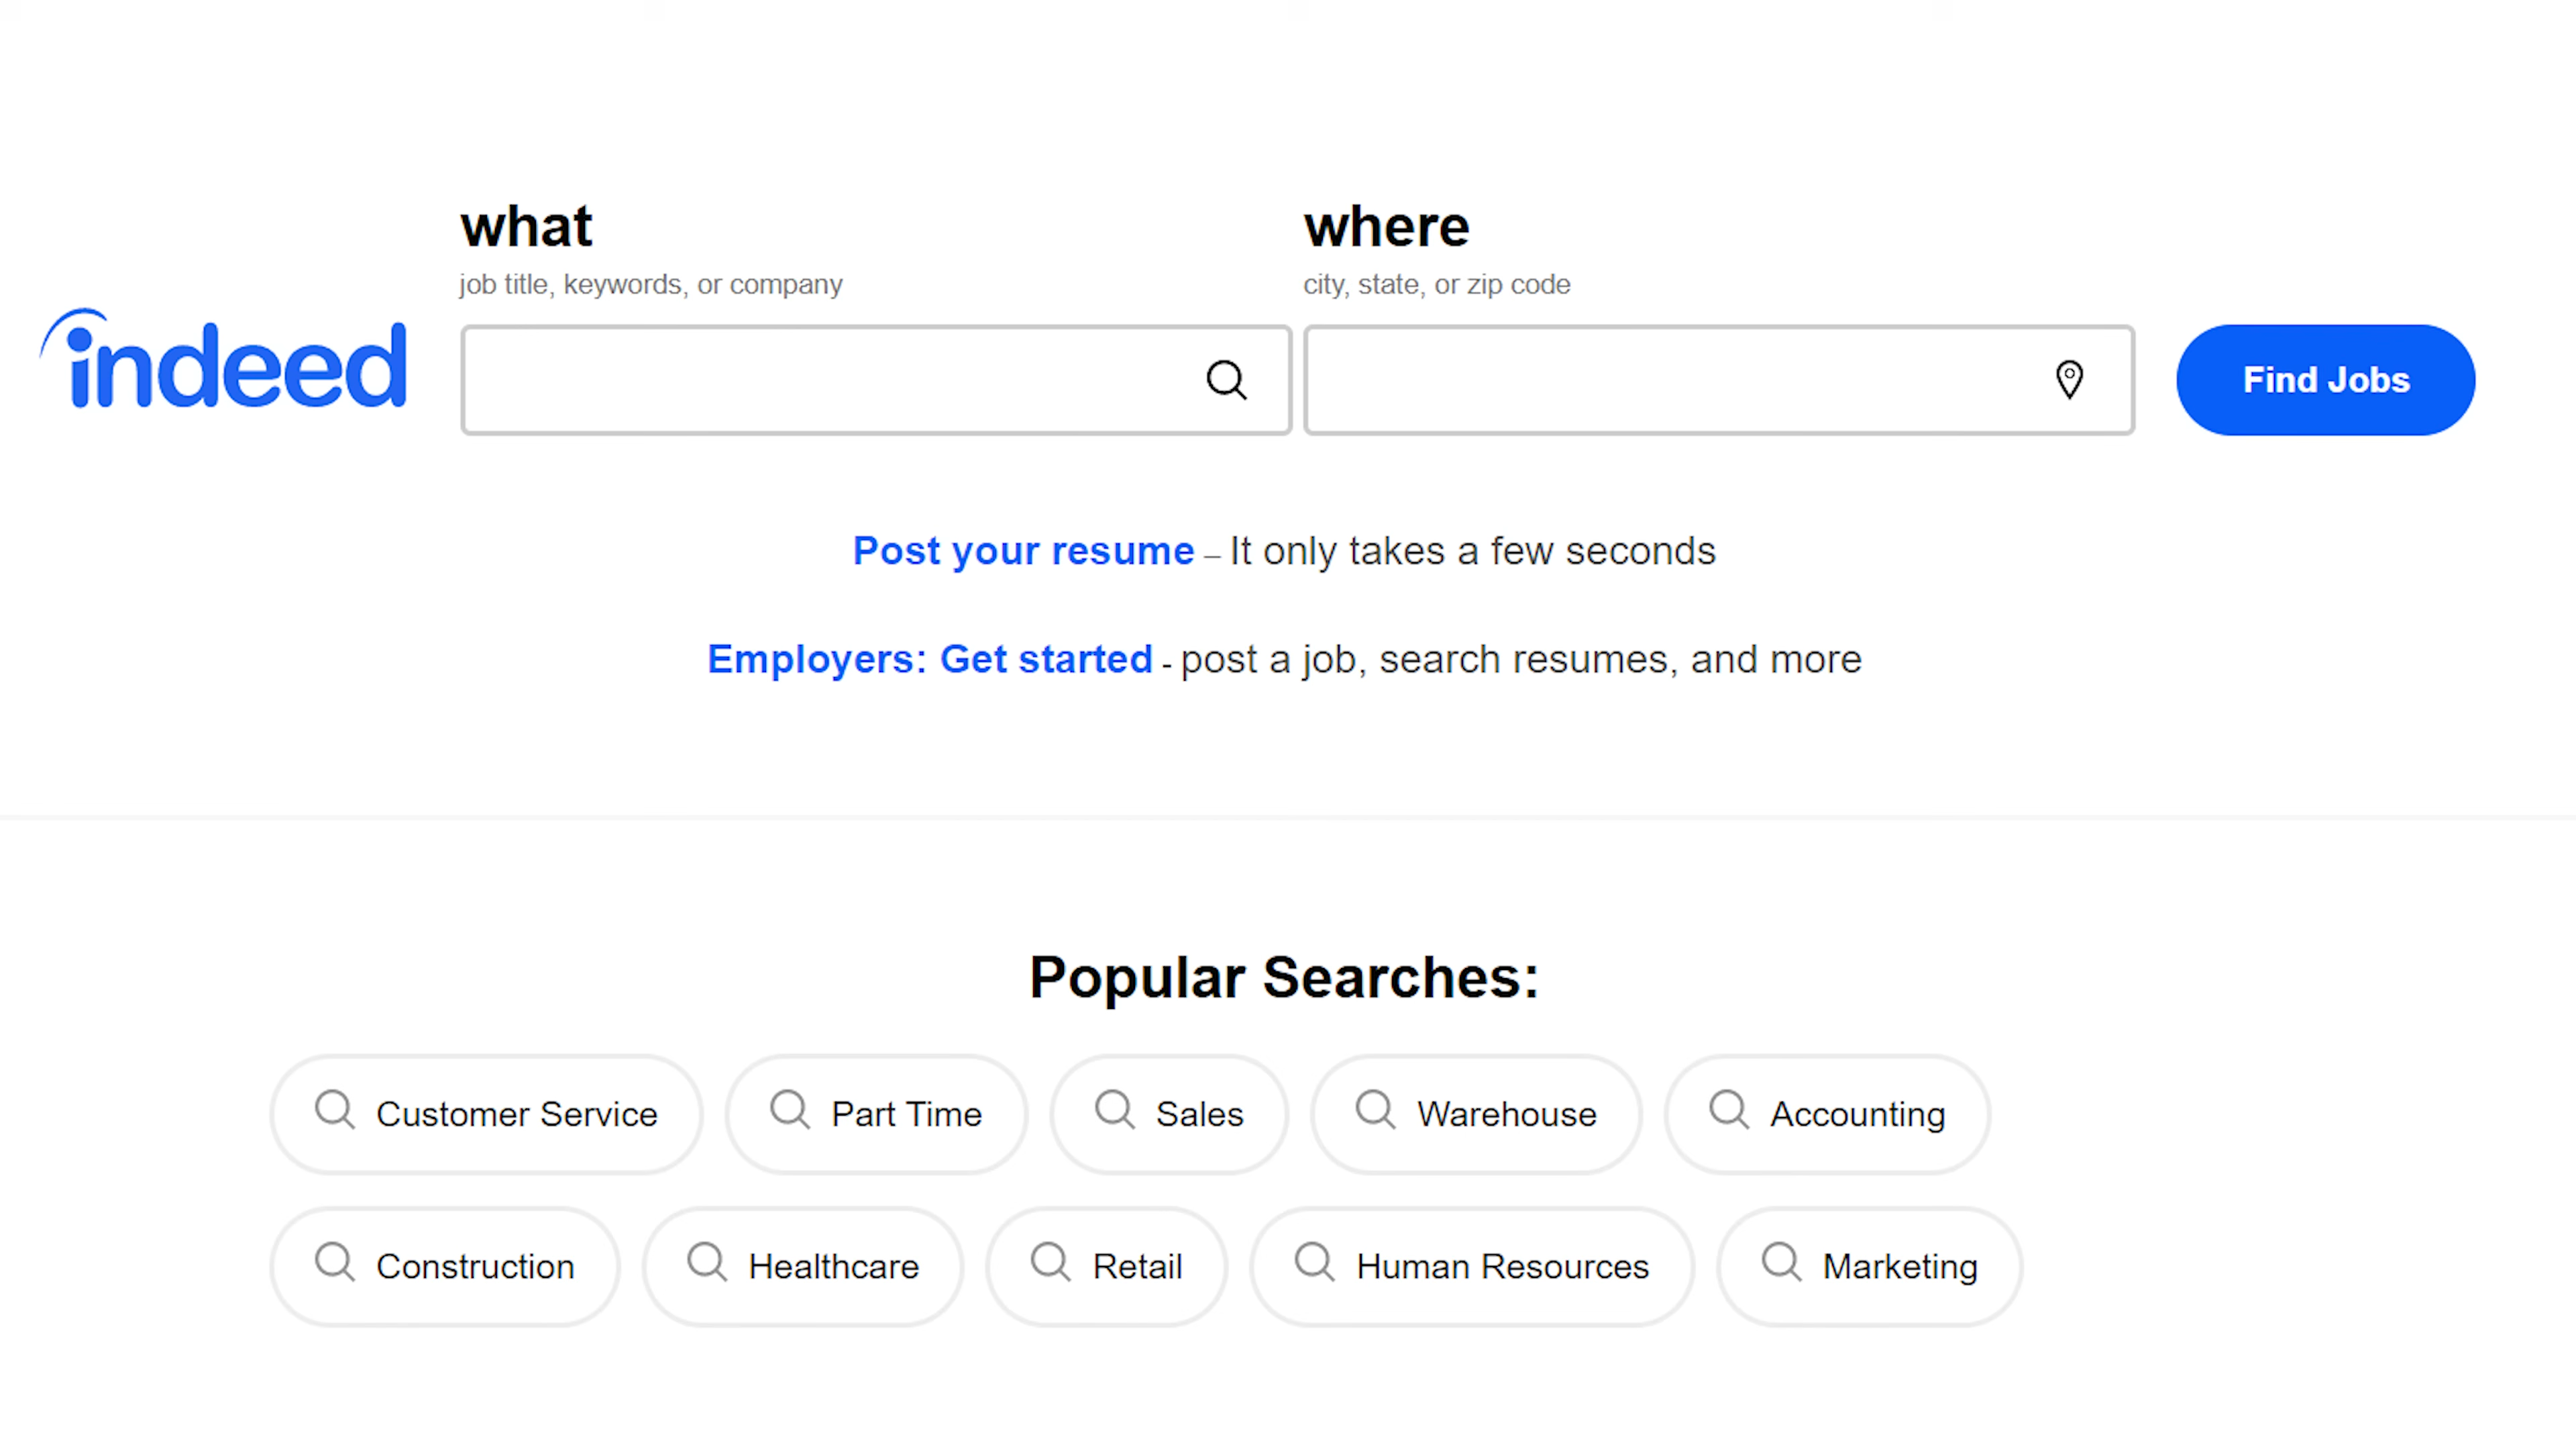 what
where
job title, keywords, or company
city, state, or zip code
indeed
Find Jobs
Post your resume – It only takes a few seconds
Employers: Get started - post a job, search resumes, and more
Popular Searches:
Customer Service
Part Time
Sales
Warehouse
Accounting
Construction
Healthcare
Retail
Human Resources
Marketing